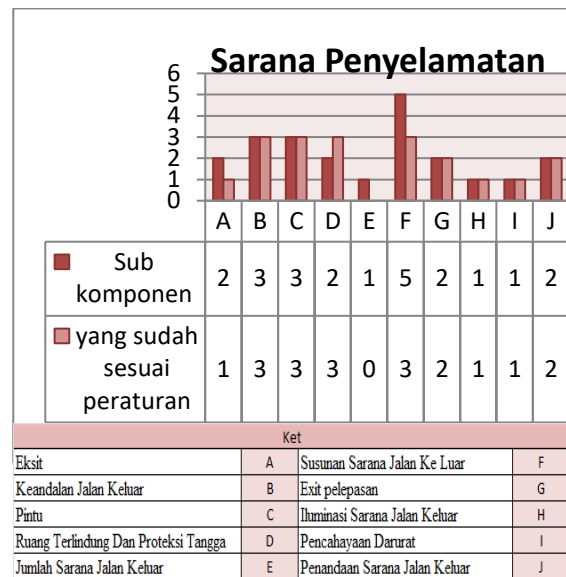 Sarana Penyelamatan
6
5
4
3
2
1
0
A B C D E F G H I J
Sub komponen 2 3 3 2 1 5 2 1 1 2
yang sudah sesuai peraturan 1 3 3 3 0 3 2 1 1 2
Ket
Eksit A Susunan Sarana Jalan Ke Luar F
Keandalan Jalan Keluar B Exit pelepasan G
Pintu C Iluminasi Sarana Jalan Keluar H
Ruang Terlindung Dan Proteksi Tangga D Pencahayaan Darurat I
Jumlah Sarana Jalan Keluar E Penandaan Sarana Jalan Keluar J